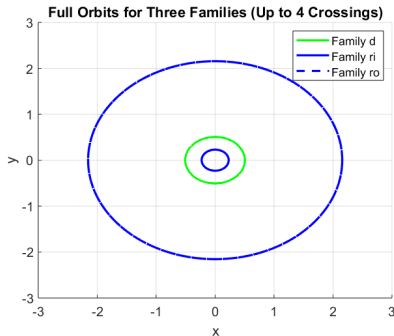 Full Orbits for Three Families (Up to 4 Crossings)
3
2
1
0
-1
-2
-3
y
-3
-2
-1
0
1
2
3
x
Family d
Family ri
Family ro